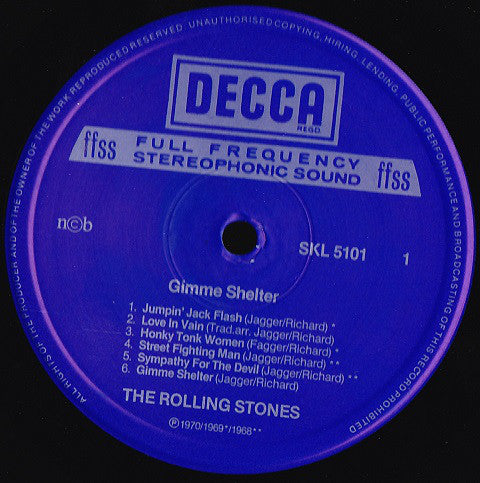 ALL RIGHTS OF THE PRODUCER AND OF THE OWNER OF THE WORK REPRODUCED RESERVED. UNAUTHORISED COPYING, HIRING, LENDING, PUBLIC PERFORMANCE AND BROADCASTING OF THIS RECORD PROHIBITED
DECCA
REGD.
ffss FULL FREQUENCY ffss
STEREOPHONIC SOUND
n©b
SKL 5101 1
Gimme Shelter
1. Jumpin' Jack Flash (Jagger/Richard) *
2. Love In Vain (Trad.arr. Jagger/Richard)
3. Honky Tonk Women (Fagger/Richard) *
4. Street Fighting Man (Jagger/Richard) * *
5. Sympathy For The Devil (Jagger/Richard) * *
6. Gimme Shelter (Jagger/Richard)
THE ROLLING STONES
℗ 1970/1969*/1968**